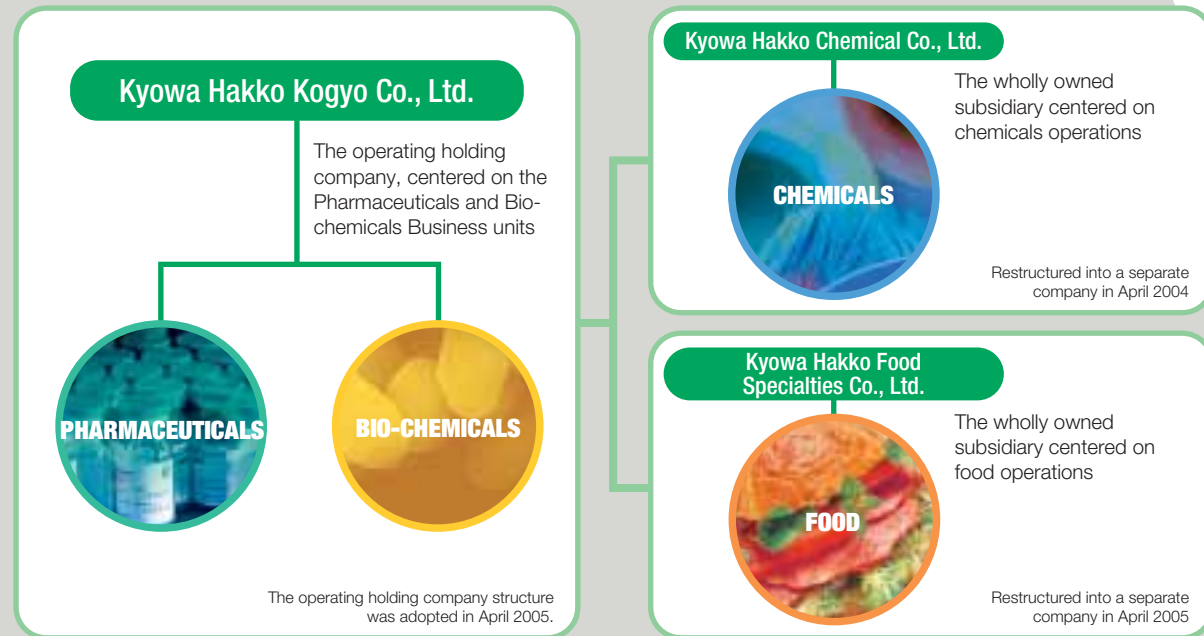 Kyowa Hakko Kogyo Co., Ltd.
The operating holding
company, centered on the
Pharmaceuticals and Bio-
chemicals Business units
PHARMACEUTICALS
BIO-CHEMICALS
The operating holding company structure
was adopted in April 2005.
Kyowa Hakko Chemical Co., Ltd.
The wholly owned
subsidiary centered on
chemicals operations
CHEMICALS
Restructured into a separate
company in April 2004
Kyowa Hakko Food
Specialties Co., Ltd.
The wholly owned
subsidiary centered on
food operations
FOOD
Restructured into a separate
company in April 2005